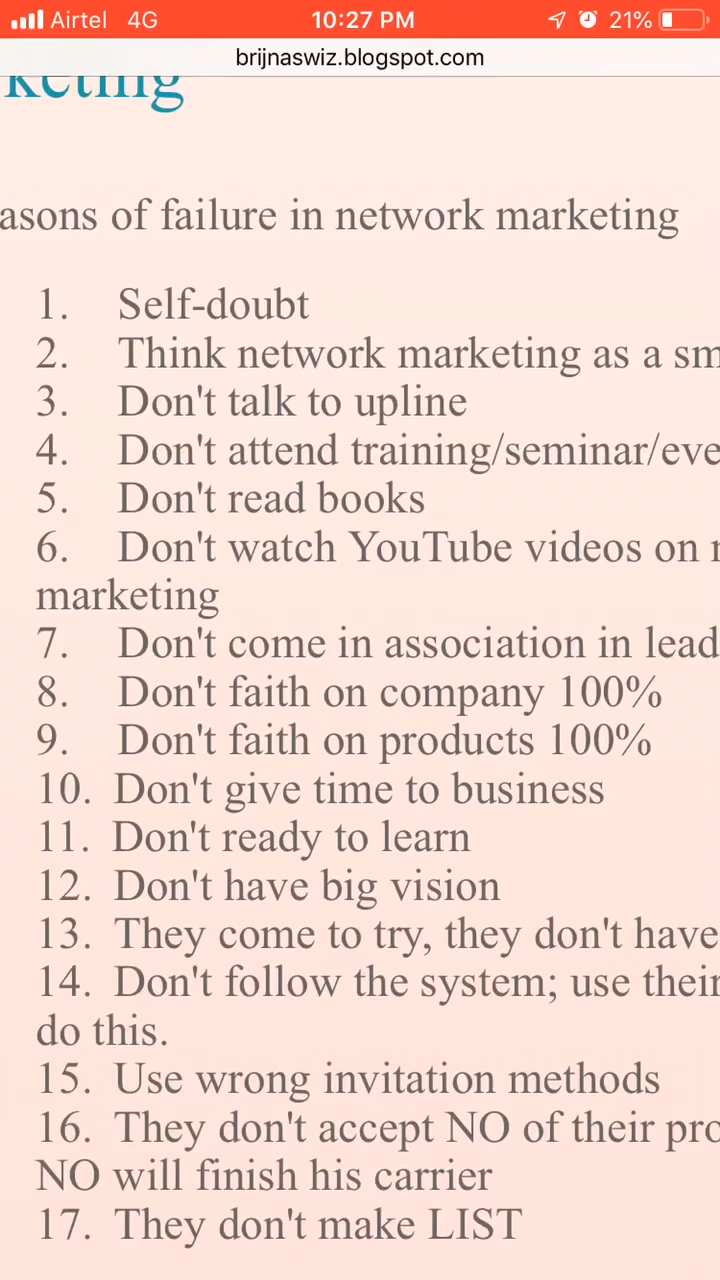 Airtel 4G 10:27 PM 21%
brijnaswiz.blogspot.com
keting
asons of failure in network marketing
1. Self-doubt
2. Think network marketing as a sm
3. Don't talk to upline
4. Don't attend training/seminar/eve
5. Don't read books
6. Don't watch YouTube videos on n
marketing
7. Don't come in association in lead
8. Don't faith on company 100%
9. Don't faith on products 100%
10. Don't give time to business
11. Don't ready to learn
12. Don't have big vision
13. They come to try, they don't have
14. Don't follow the system; use their
do this.
15. Use wrong invitation methods
16. They don't accept NO of their pro
NO will finish his carrier
17. They don't make LIST